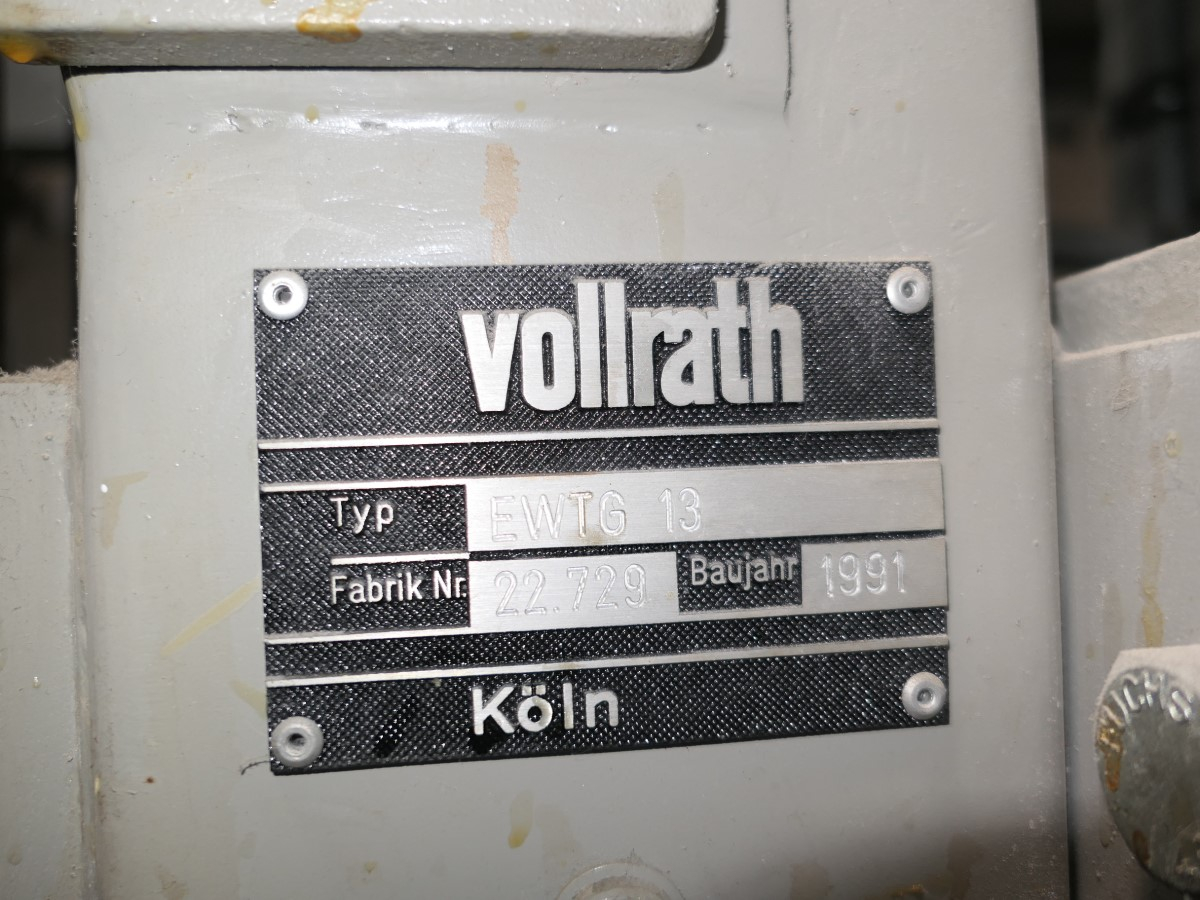 vollrath
Typ EWTG 13
Fabrik Nr. 22.729 Baujahr 1991
Köln